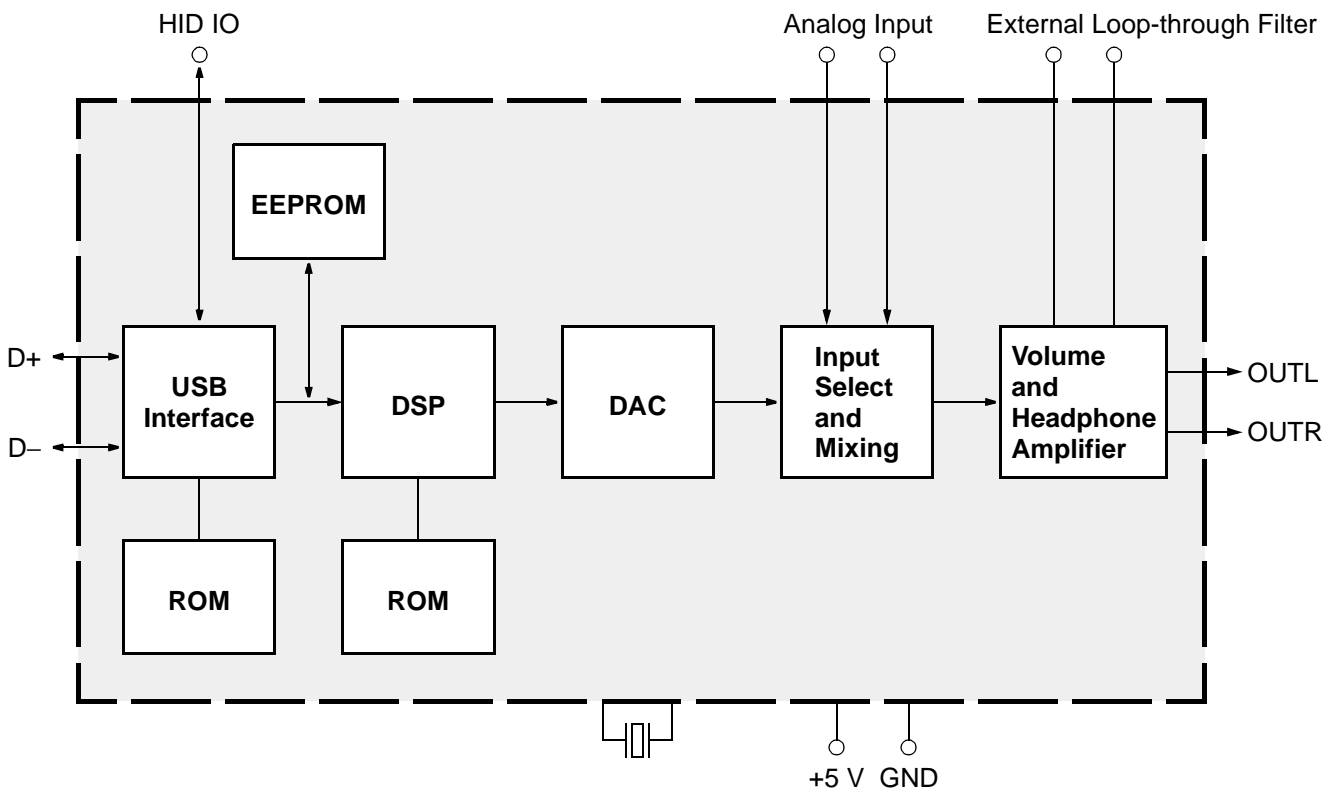 HID IO
Analog Input
External Loop-through Filter
EEPROM
D+
D–
USB
Interface
DSP
DAC
Input
Select
and
Mixing
Volume
and
Headphone
Amplifier
OUTL
OUTR
ROM
ROM
+5 V
GND